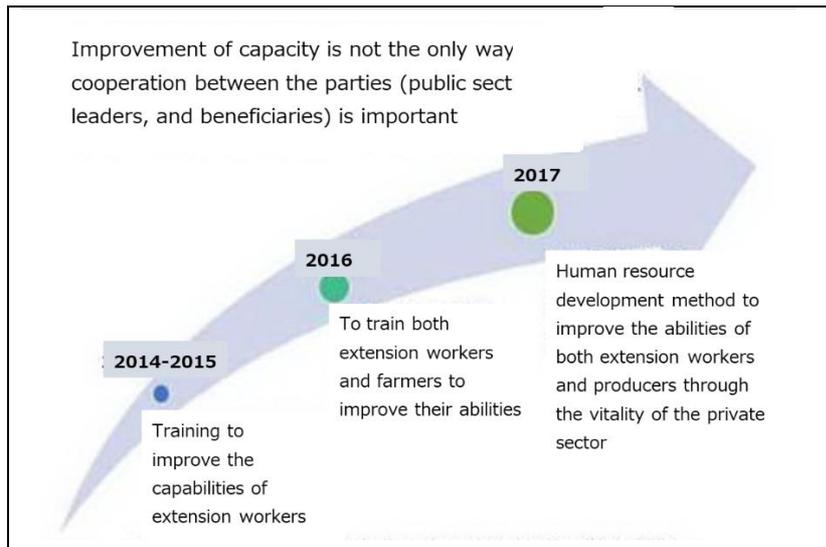 Improvement of capacity is not the only way
cooperation between the parties (public sect
leaders, and beneficiaries) is important
2017
2016
2014-2015
Human resource
development method to
improve the abilities of
both extension workers
and producers through
the vitality of the private
sector
To train both
extension workers
and farmers to
improve their abilities
Training to
improve the
capabilities of
extension workers